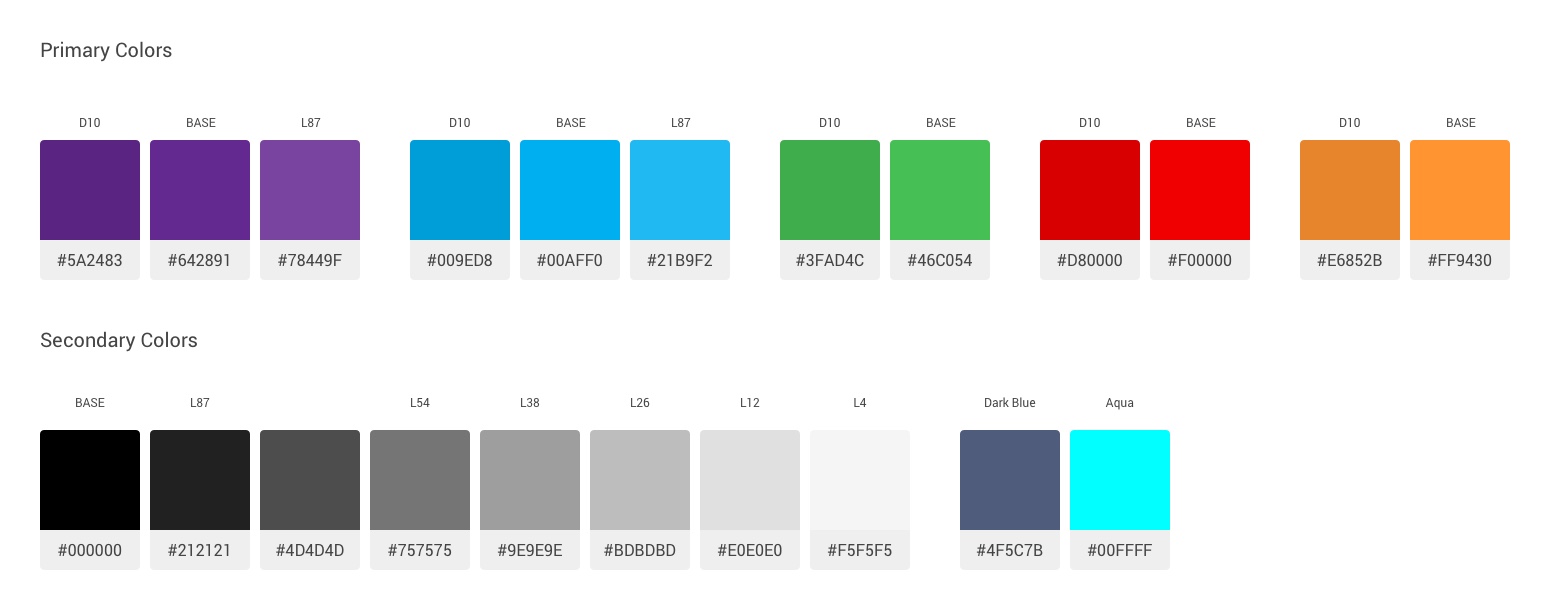 Primary Colors
D10 BASE L87 D10 BASE L87 D10 BASE D10 BASE D10 BASE
#5A2483 #642891 #78449F #009ED8 #00AFF0 #21B9F2 #3FAD4C #46C054 #D80000 #F00000 #E6852B #FF9430
Secondary Colors
BASE L87 L54 L38 L26 L12 L4 Dark Blue Aqua
#000000 #212121 #4D4D4D #757575 #9E9E9E #BDBDBD #E0E0E0 #F5F5F5 #4F5C7B #00FFFF